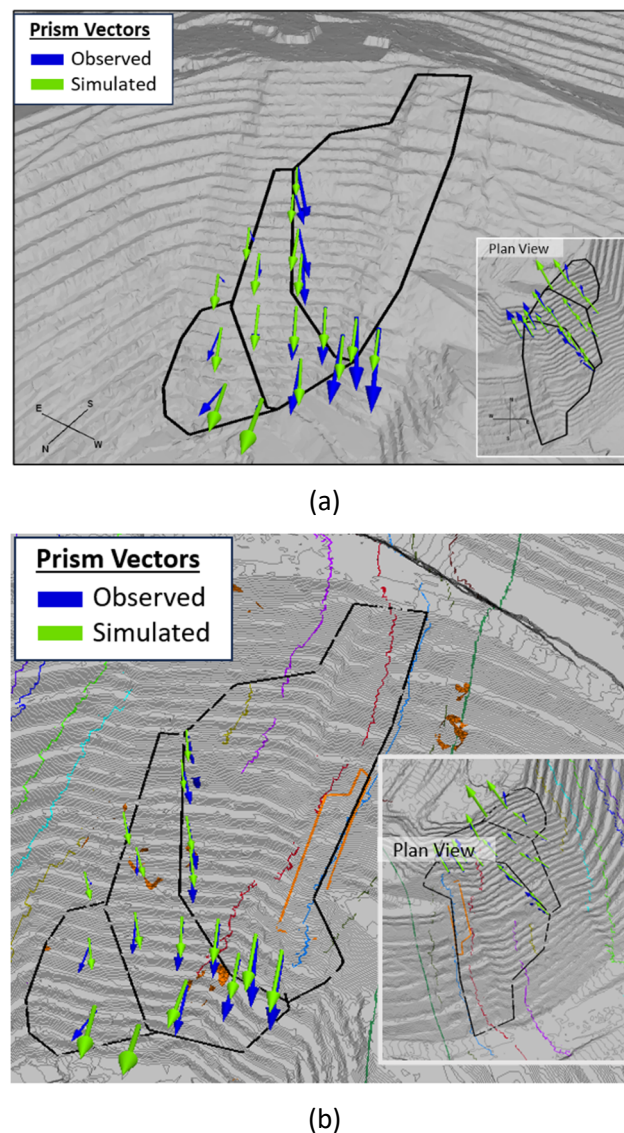 Prism Vectors
Observed
Simulated
Plan View
E
S
N
W
(a)
Prism Vectors
Observed
Simulated
Plan View
(b)